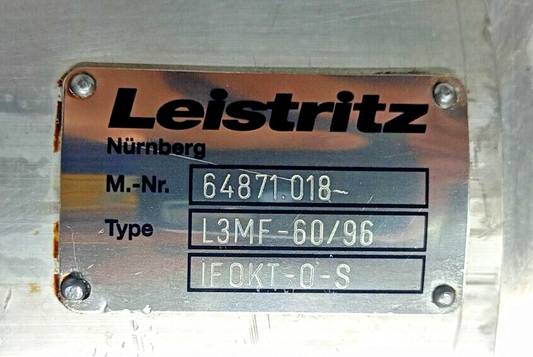 Leistritz
Nürnberg
M.-Nr. 64871.018-
Type L3MF-60/96
IFOKT-O-S